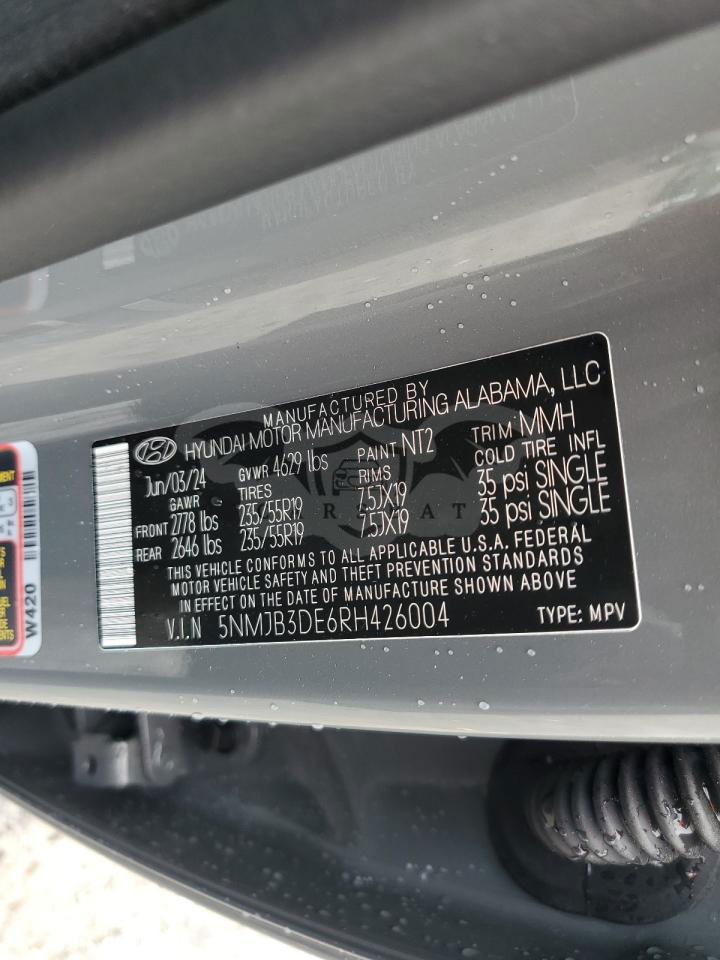 MANUFACTURED BY
HYUNDAI MOTOR MANUFACTURING ALABAMA, LLC
Jun/03/24 GVWR 4629 lbs PAINT NT2 TRIM MMH
GAWR TIRES RIMS COLD TIRE INFL
FRONT 2778 lbs 235/55R19 7.5JX19 35 psi SINGLE
REAR 2646 lbs 235/55R19 7.5JX19 35 psi SINGLE
THIS VEHICLE CONFORMS TO ALL APPLICABLE U.S.A. FEDERAL
MOTOR VEHICLE SAFETY AND THEFT PREVENTION STANDARDS
IN EFFECT ON THE DATE OF MANUFACTURE SHOWN ABOVE
V.I.N 5NMJB3DE6RH426004 TYPE: MPV
W420